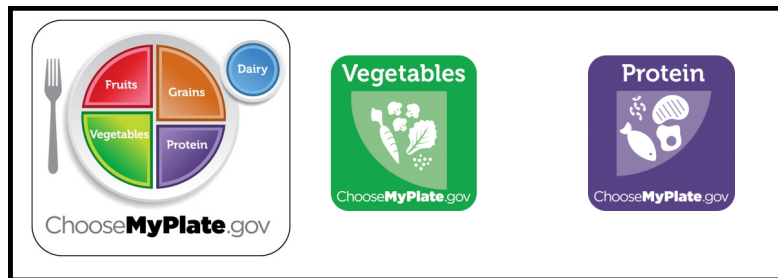 Fruits
Grains
Dairy
Vegetables
Protein
ChooseMyPlate.gov
Vegetables
ChooseMyPlate.gov
Protein
ChooseMyPlate.gov